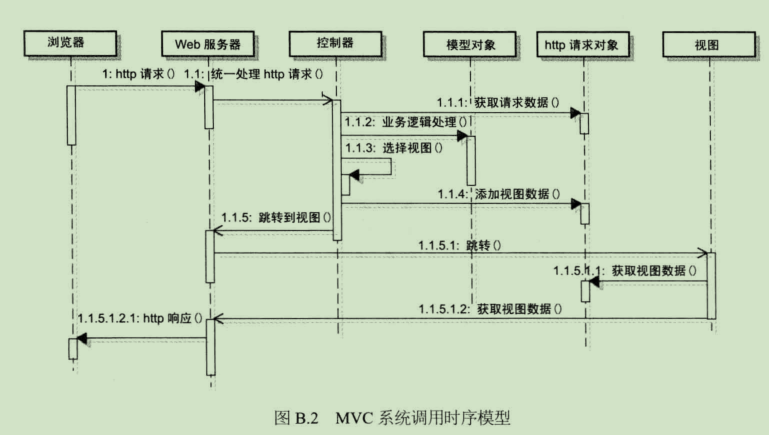 浏览器
Web 服务器
控制器
模型对象
http 请求对象
视图
1: http 请求()
1.1: 统一处理 http 请求()
1.1.1: 获取请求数据()
1.1.2: 业务逻辑处理()
1.1.3: 选择视图()
1.1.4: 添加视图数据()
1.1.5: 跳转到视图()
1.1.5.1: 跳转()
1.1.5.1.1: 获取视图数据()
1.1.5.1.2: 获取视图数据()
1.1.5.1.2.1: http 响应()
图 B.2 MVC 系统调用时序模型